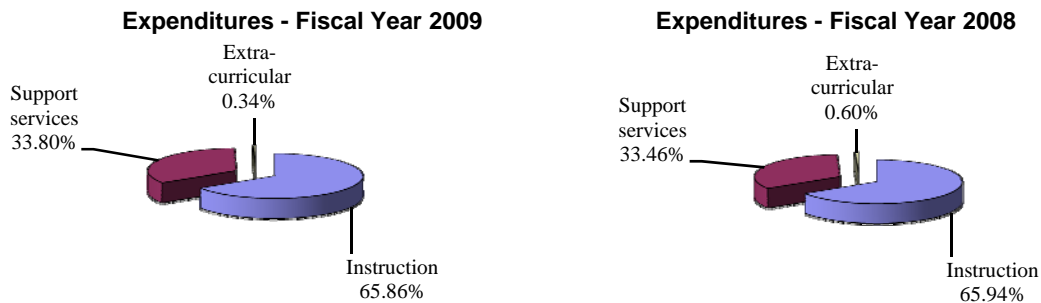 Expenditures - Fiscal Year 2009
Extra-
curricular
0.34%
Support
services
33.80%
Instruction
65.86%
Expenditures - Fiscal Year 2008
Extra-
curricular
0.60%
Support
services
33.46%
Instruction
65.94%